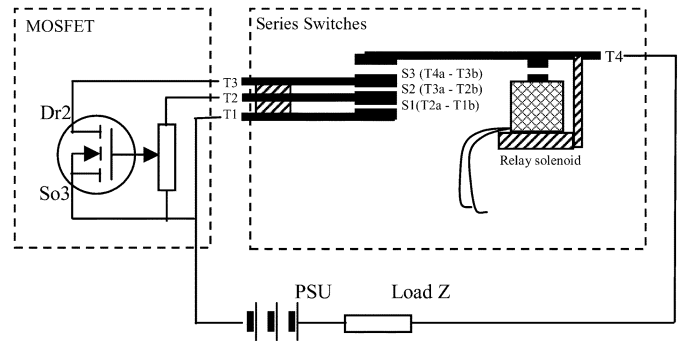 MOSFET
Series Switches
T4
T3
S3 (T4a - T3b)
T2
S2 (T3a - T2b)
T1
S1(T2a - T1b)
Dr2
So3
Relay solenoid
PSU
Load Z